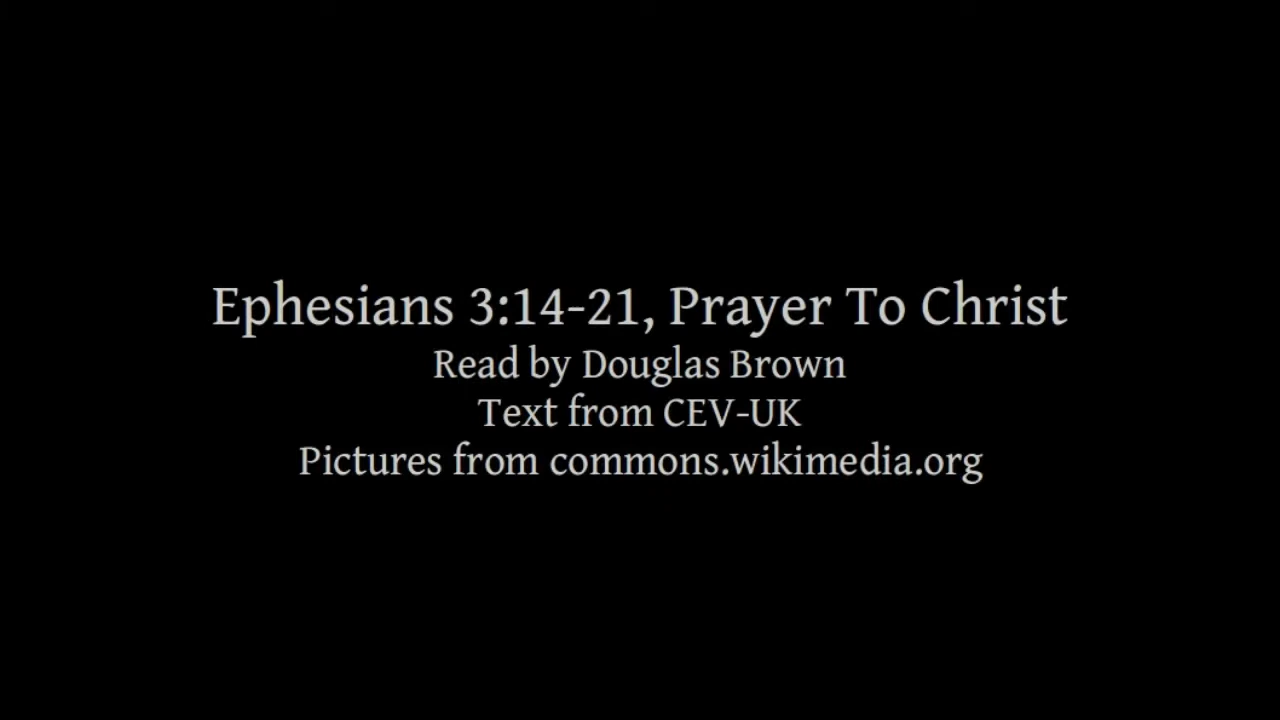 Ephesians 3:14-21, Prayer To Christ
Read by Douglas Brown
Text from CEV-UK
Pictures from commons.wikimedia.org